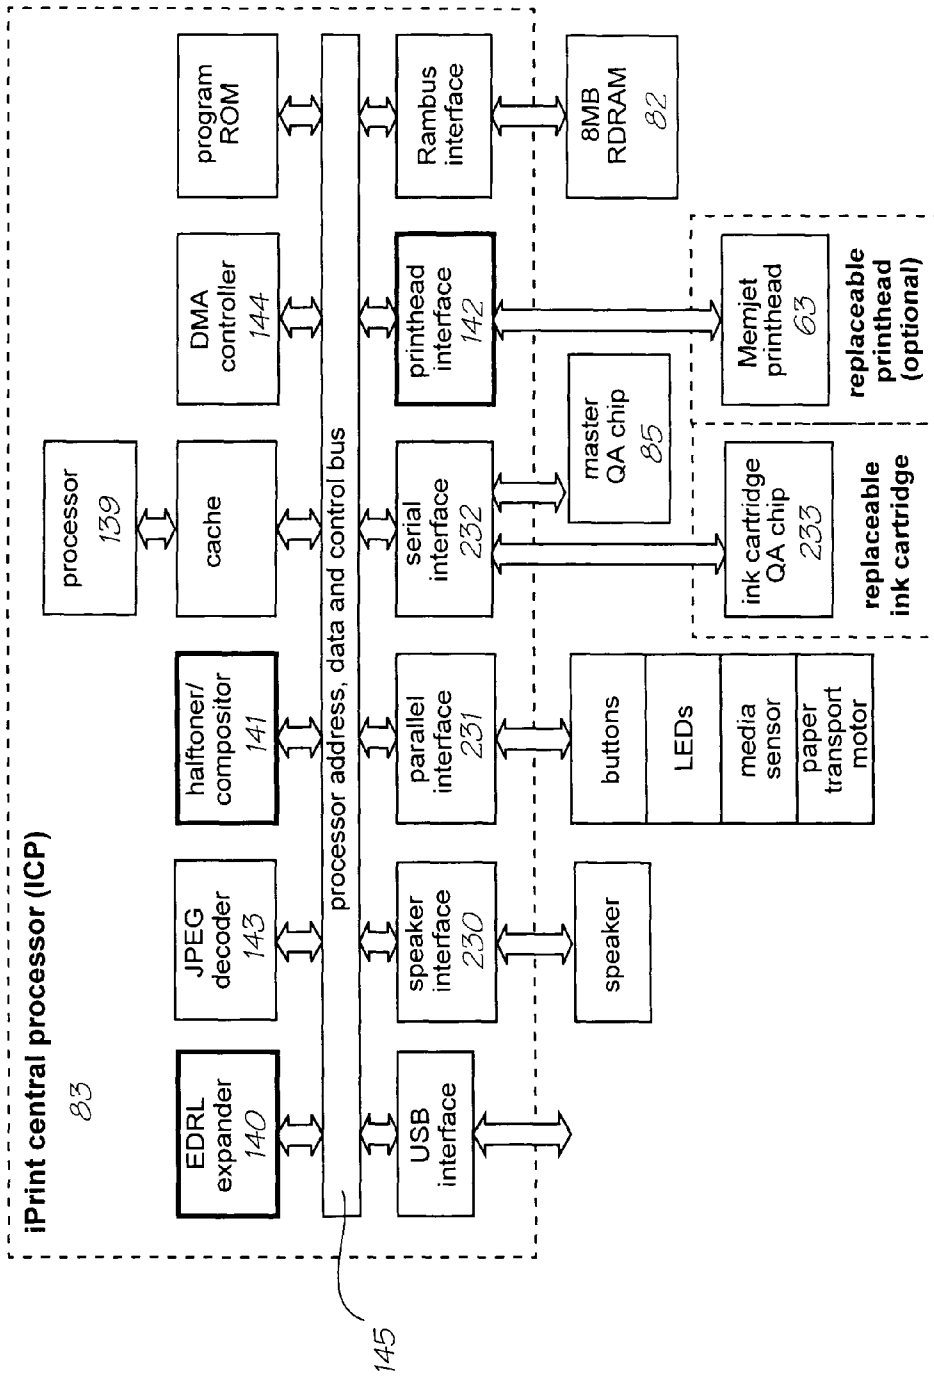 iPrint central processor (ICP)
83
processor
139
EDRL
expander
140
JPEG
decoder
143
halftoner/
compositor
141
cache
DMA
controller
144
program
ROM
processor address, data and control bus
145
USB
interface
speaker
interface
230
parallel
interface
231
serial
interface
232
printhead
interface
142
Rambus
interface
speaker
buttons
LEDs
media
sensor
paper
transport
motor
master
QA chip
85
8MB
RDRAM
82
ink cartridge
QA chip
233
replaceable
ink cartridge
Memjet
printhead
63
replaceable
printhead
(optional)